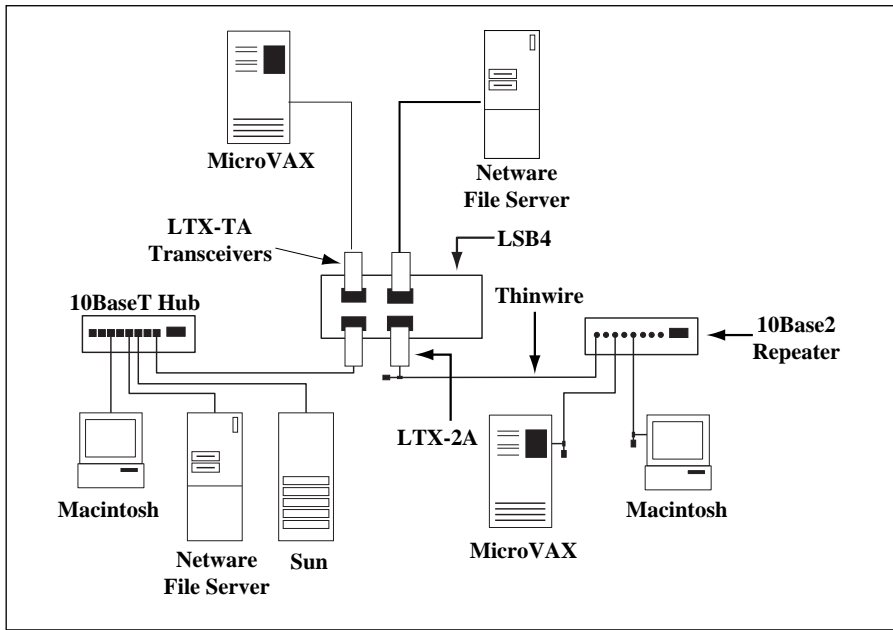 MicroVAX
Netware
File Server
LTX-TA
Transceivers
LSB4
Thinwire
10BaseT Hub
10Base2
Repeater
LTX-2A
Macintosh
Netware
File Server
Sun
MicroVAX
Macintosh